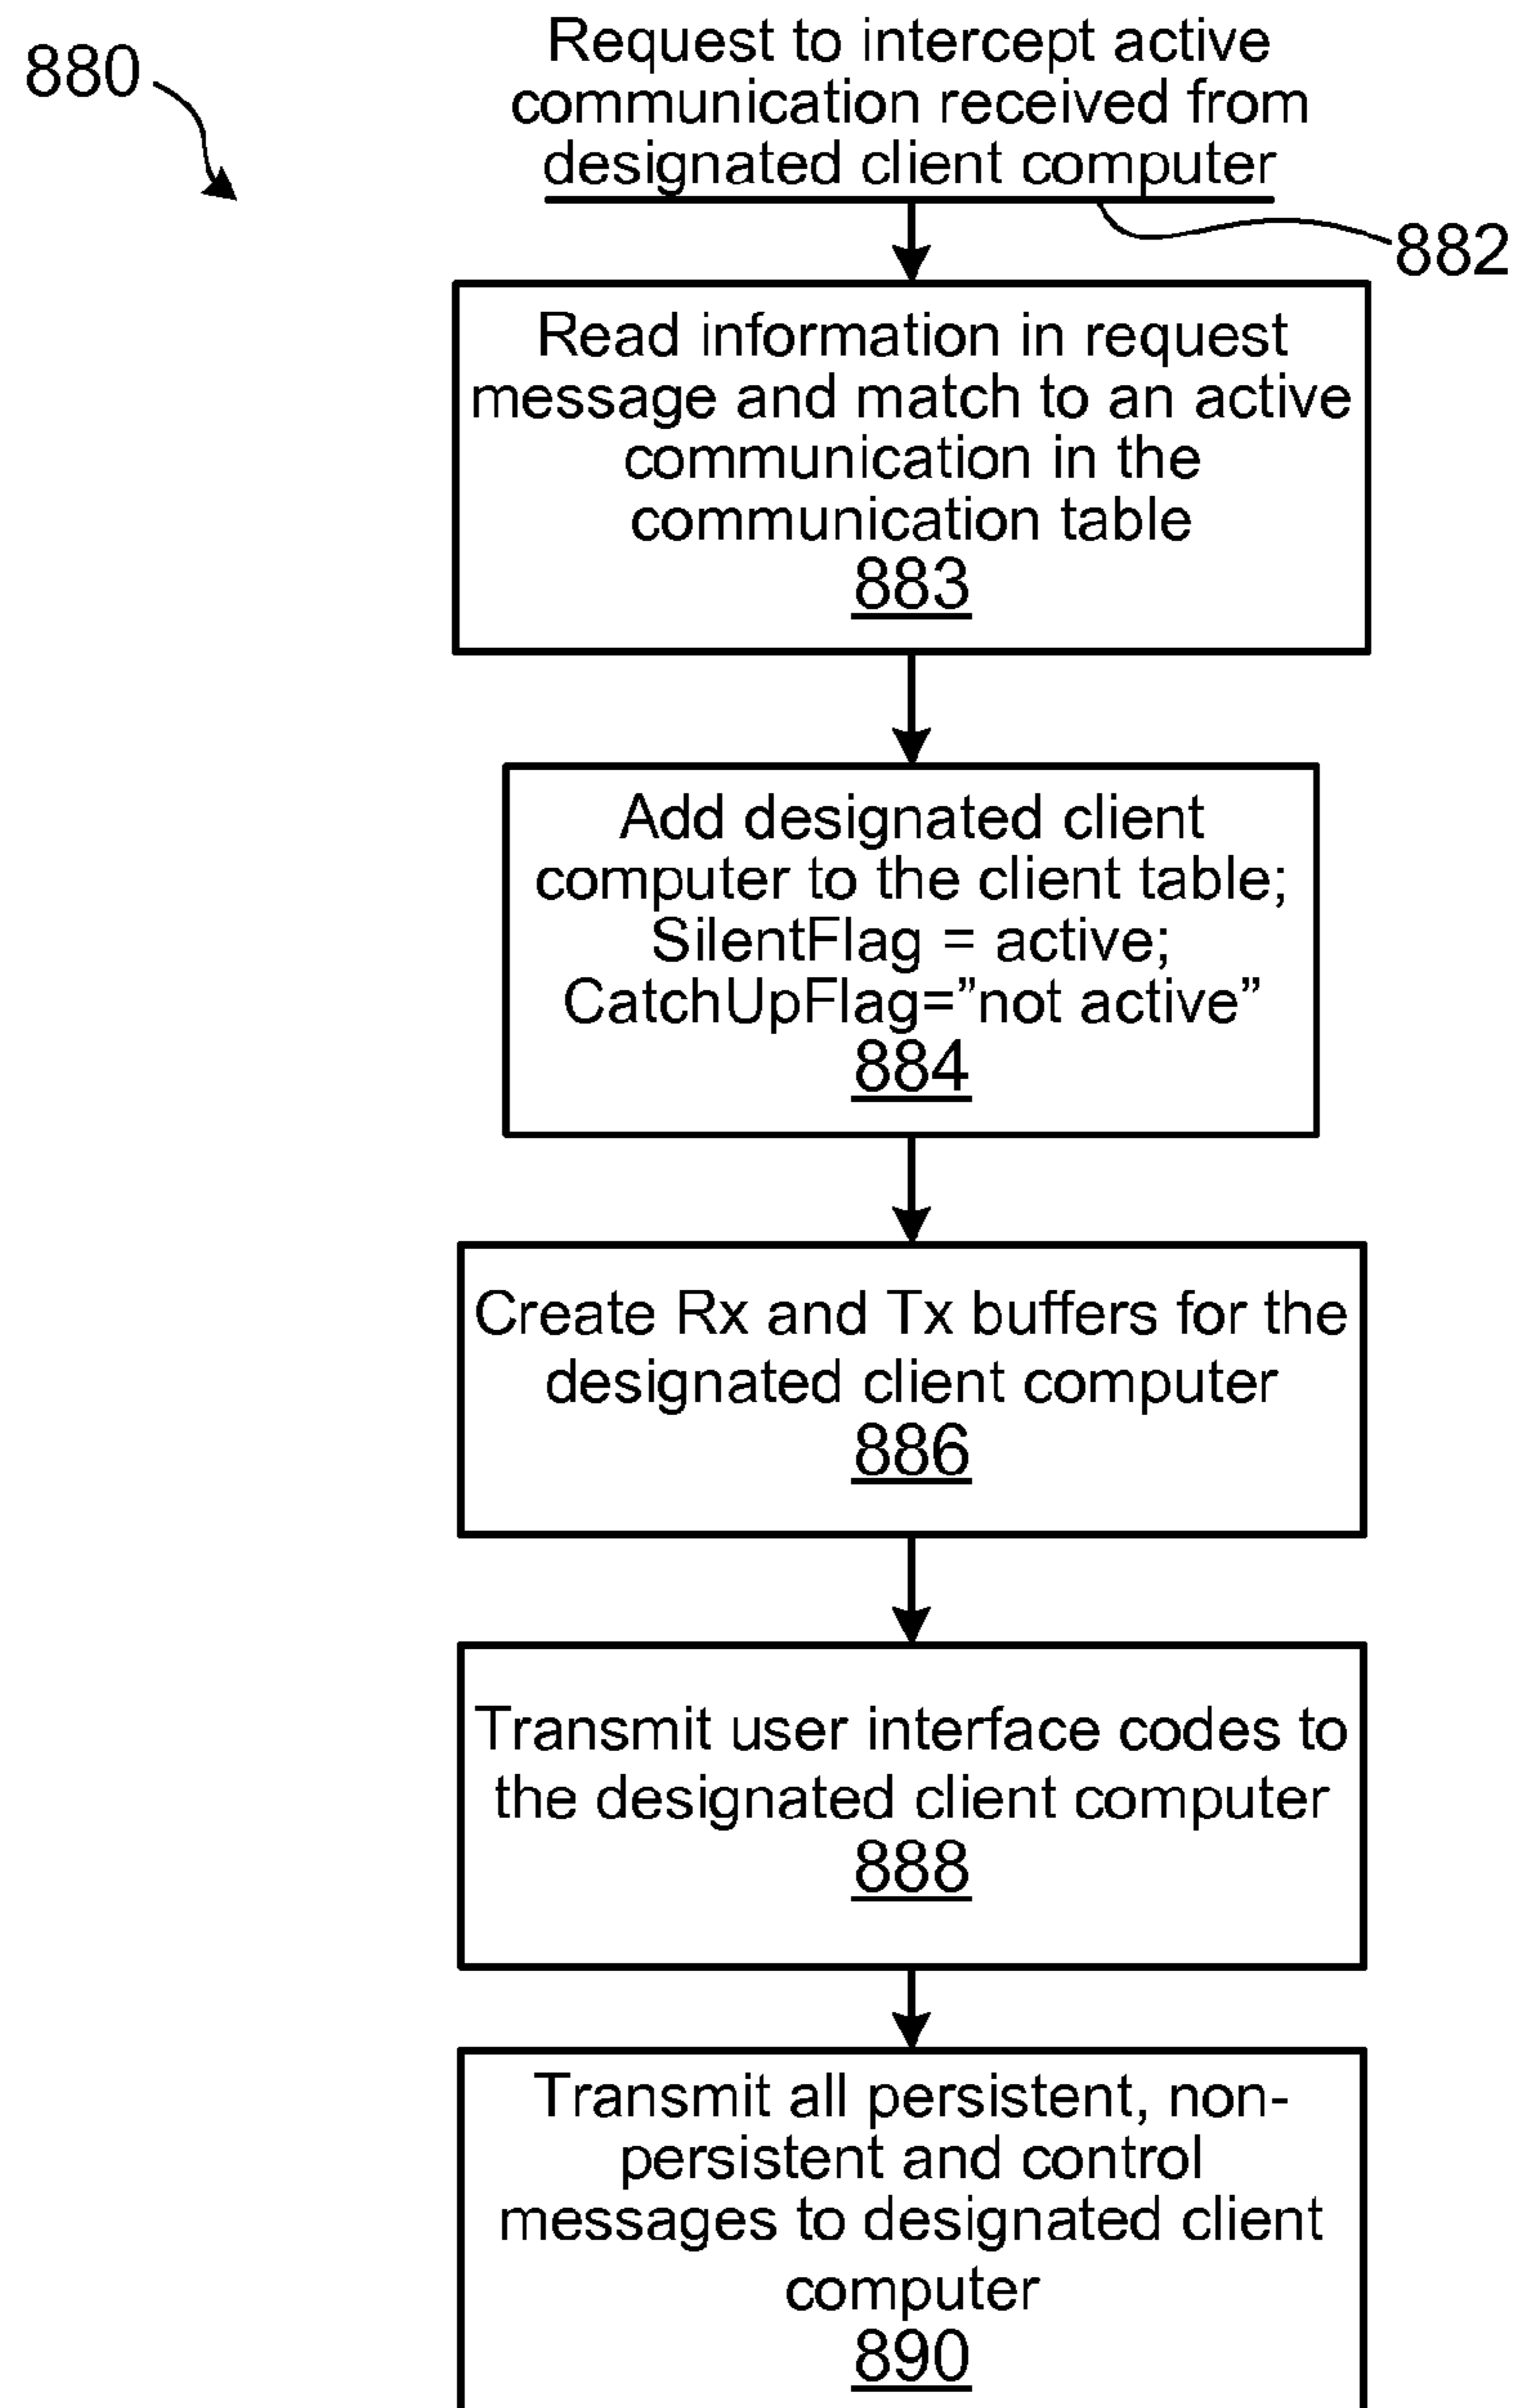 880
Request to intercept active
communication received from
designated client computer
882
Read information in request
message and match to an active
communication in the
communication table
883
Add designated client
computer to the client table;
SilentFlag = active;
CatchUpFlag=”not active”
884
Create Rx and Tx buffers for the
designated client computer
886
Transmit user interface codes to
the designated client computer
888
Transmit all persistent, non-
persistent and control
messages to designated client
computer
890